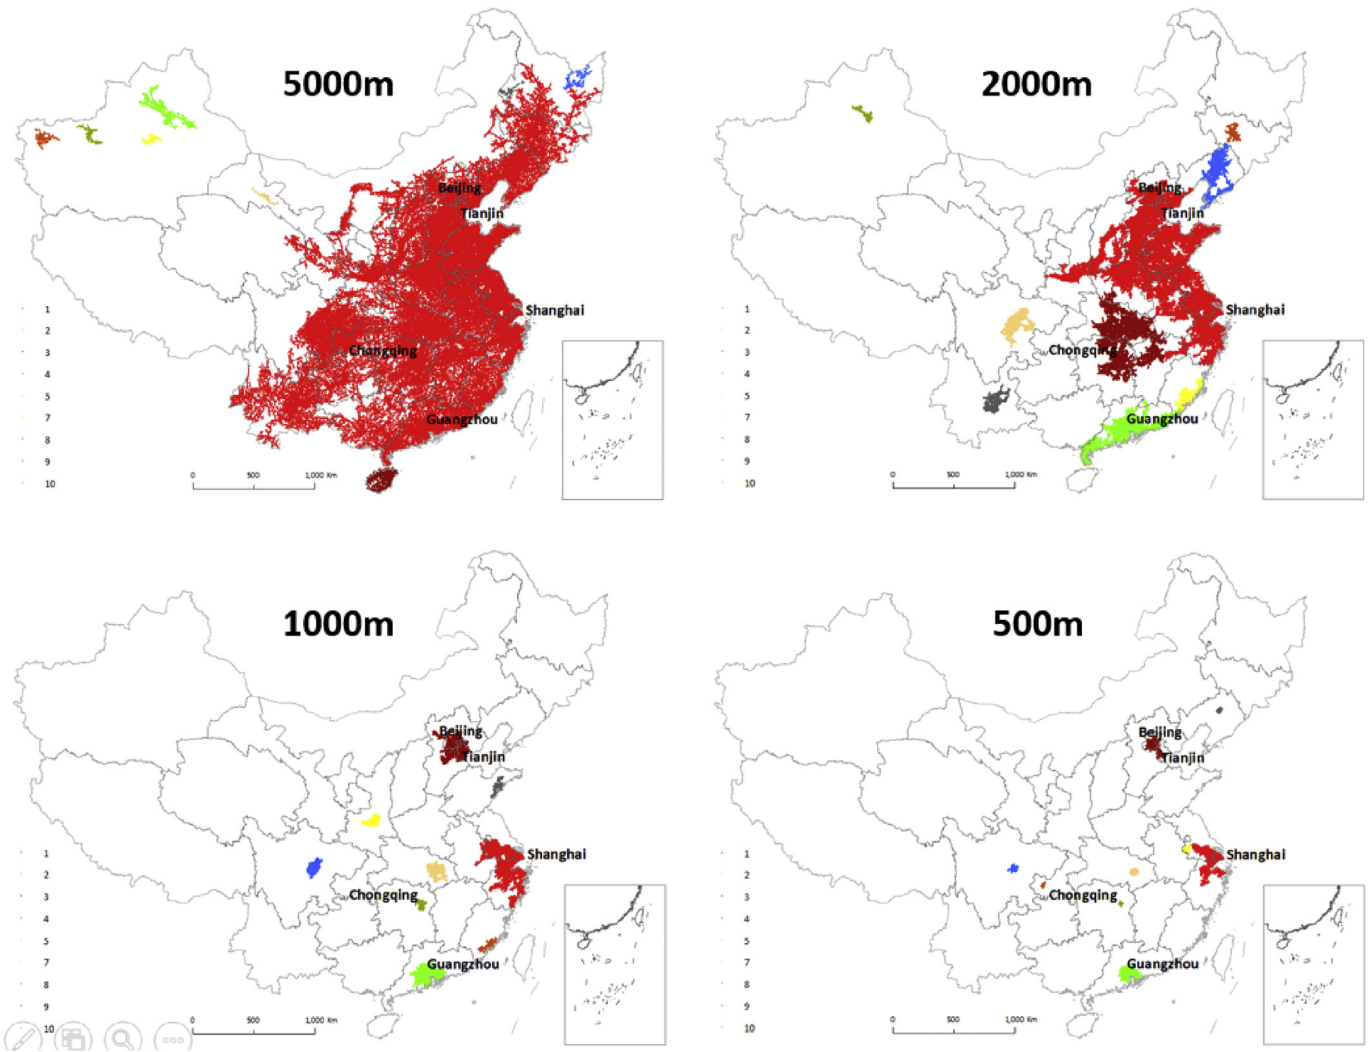 5000m
Beijing
Tianjin
Shanghai
Chongqing
Guangzhou
1
2
3
4
5
7
8
9
10
0 500 1,000 Km
2000m
Beijing
Tianjin
Shanghai
Chongqing
Guangzhou
1
2
3
4
5
7
8
9
10
0 500 1,000 Km
1000m
Beijing
Tianjin
Shanghai
Chongqing
Guangzhou
1
2
3
4
5
7
8
9
10
0 500 1,000 Km
500m
Beijing
Tianjin
Shanghai
Chongqing
Guangzhou
1
2
3
4
5
7
8
9
10
0 500 1,000 Km